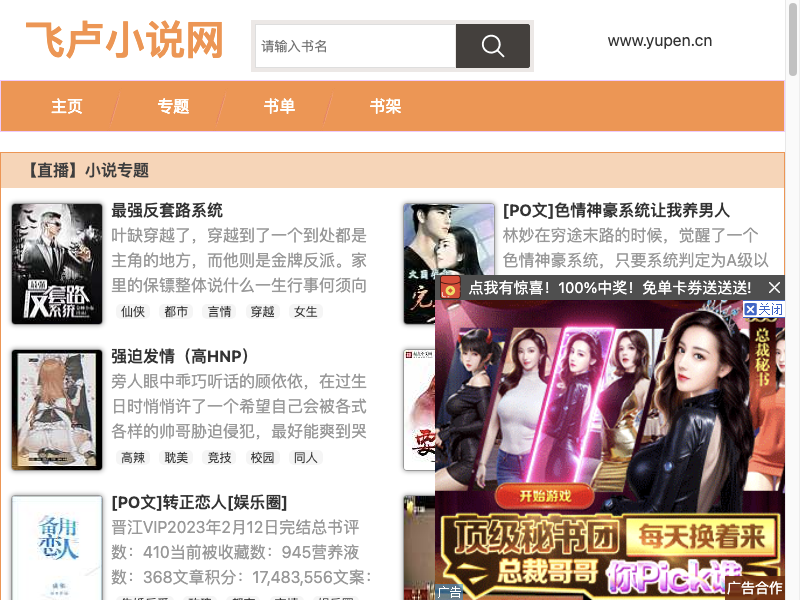 飞卢小说网
请输入书名
www.yupen.cn
主页
专题
书单
书架
【直播】小说专题
最强反套路系统
叶缺穿越了，穿越到了一个到处都是
主角的地方，而他则是金牌反派。家
里的保镖整体说什么一生行事何须向
仙侠 都市 言情 穿越 女生
[PO文]色情神豪系统让我养男人
林妙在穷途末路的时候，觉醒了一个
色情神豪系统，只要系统判定为A级以
强迫发情（高HNP）
旁人眼中乖巧听话的顾依依，在过生
日时悄悄许了一个希望自己会被各式
各样的帅哥胁迫侵犯，最好能爽到哭
高辣 耽美 竞技 校园 同人
[PO文]转正恋人[娱乐圈]
晋江VIP2023年2月12日完结总书评
数：410当前被收藏数：945营养液
数：368文章积分：17,483,556文案：
反套路
系统
备用
恋人
点我有惊喜！100%中奖！免单卡券送送送！
关闭
总裁秘书
开始游戏
顶级秘书团
每天换着来
总裁哥哥
你Pick谁
广告
广告合作